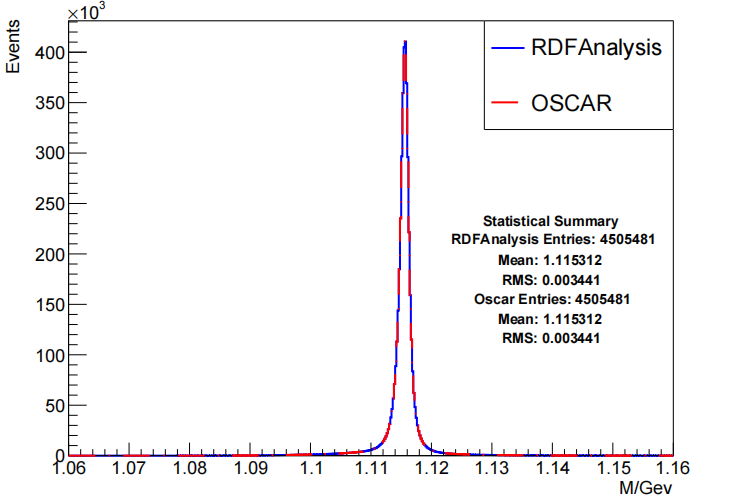 ×10³
Events
400
350
300
250
200
150
100
50
0
1.06 1.07 1.08 1.09 1.1 1.11 1.12 1.13 1.14 1.15 1.16
M/Gev
RDFAnalysis
OSCAR
Statistical Summary
RDFAnalysis Entries: 4505481
Mean: 1.115312
RMS: 0.003441
Oscar Entries: 4505481
Mean: 1.115312
RMS: 0.003441